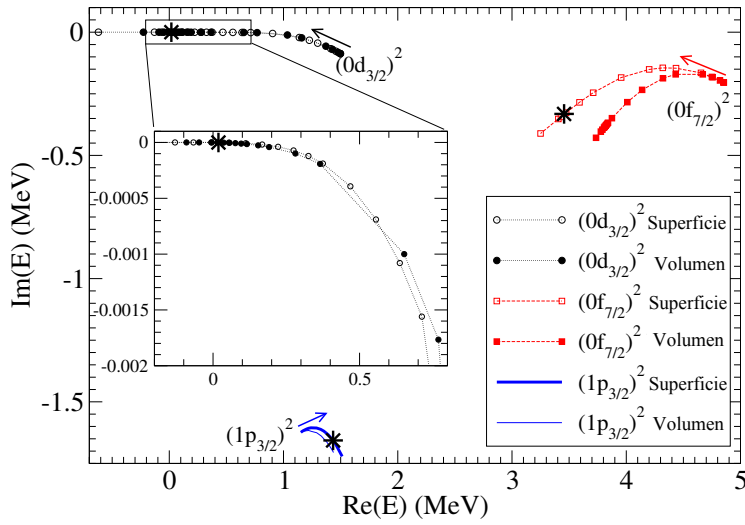 0
-0.5
-1
-1.5
Im(E) (MeV)
0
1
2
3
4
5
Re(E) (MeV)
(0d3/2)2
(0f7/2)2
(1p3/2)2
0
-0.0005
-0.001
-0.0015
-0.002
0
0.5
(0d3/2)2 Superficie
(0d3/2)2 Volumen
(0f7/2)2 Superficie
(0f7/2)2 Volumen
(1p3/2)2 Superficie
(1p3/2)2 Volumen